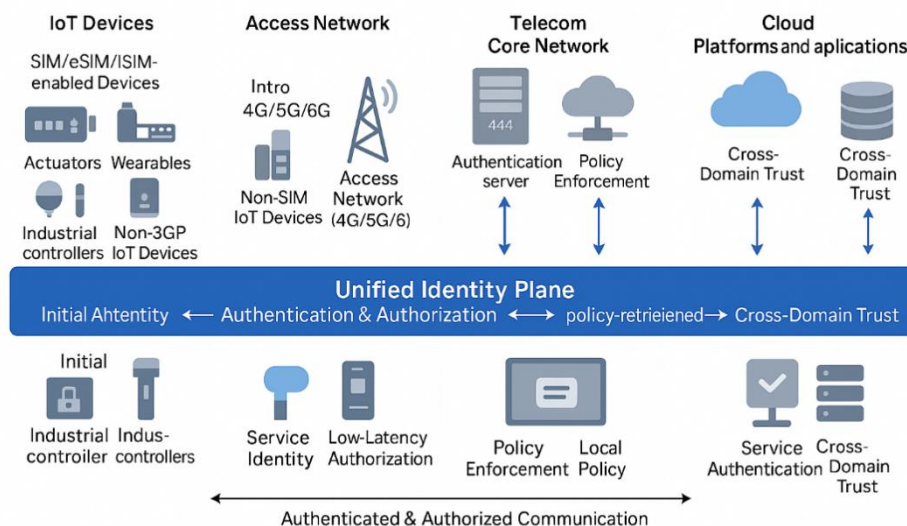 IoT Devices
SIM/eSIM/ISIM-
enabled Devices
Actuators
Wearables
Industrial
controllers
Non-3GP
IoT Devices
Access Network
Intro
4G/5G/6G
Non-SIM
IoT Devices
Access
Network
(4G/5G/6)
Telecom
Core Network
444
Authentication
server
Policy
Enforcement
Cloud
Platforms and aplications
Cross-
Domain Trust
Cross-
Domain
Trust
Unified Identity Plane
Initial Ahtentity
Authentication & Authorization
policy-retrieiened
Cross-Domain Trust
Initial
Industrial
controiler
Indus-
controllers
Service
Identity
Low-Latency
Authorization
Policy
Enforcement
Local
Policy
Service
Authentication
Cross-
Domain
Trust
Authenticated & Authorized Communication